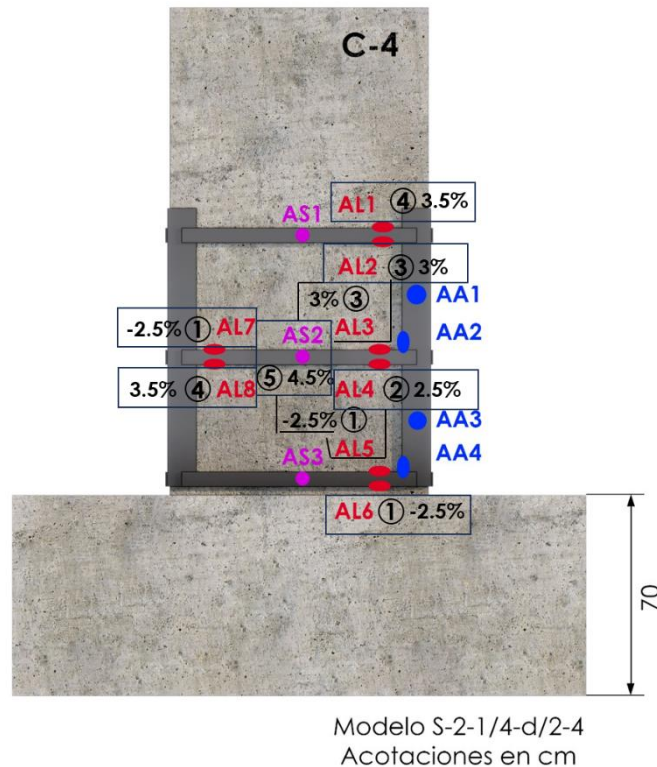 C-4
AL1 ④ 3.5%
AS1
AL2 ③ 3%
3% ③
AA1
-2.5% ① AL7
AS2
AL3
AA2
⑤ 4.5%
3.5% ④ AL8
AL4 ② 2.5%
-2.5% ①
AA3
AL5
AS3
AA4
AL6 ① -2.5%
70
Modelo S-2-1/4-d/2-4
Acotaciones en cm